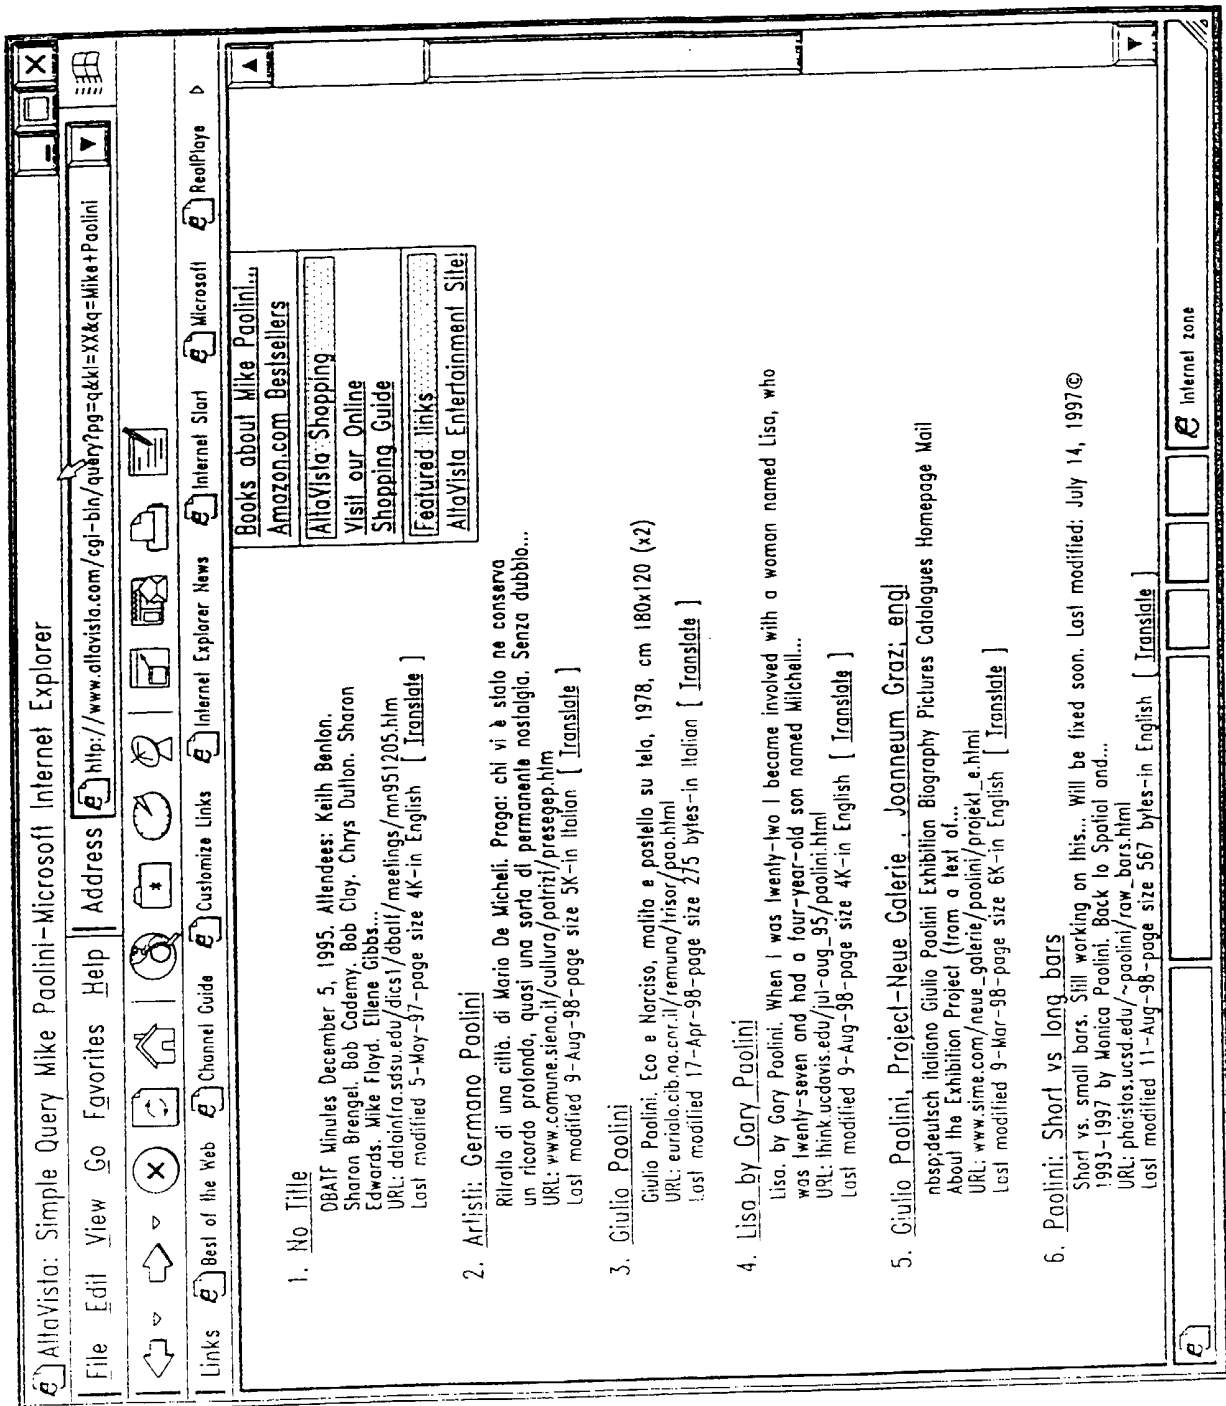 AltaVista: Simple Query Mike Paolini-Microsoft Internet Explorer
File Edit View Go Favorites Help Address http://www.altavista.com/cgi-bin/query?pg=q&kl=XX&q=Mike+Paolini
Links Best of the Web Channel Guide Customize Links Internet Explorer News Internet Start Microsoft RealPlaye
Books about Mike Paolini...
Amazon.com Bestsellers
AltaVista Shopping
Visit our Online
Shopping Guide
Featured links
AltaVista Entertainment Site!
1. No Title
DBATF Minutes December 5, 1995. Attendees: Keith Benton.
Sharon Brengel. Bob Cademy. Bob Clay. Chrys Dutton. Sharon
Edwards. Mike Floyd. Ellene Gibbs...
URL: datainfra.sdsu.edu/dics1/dbatf/meetings/mn951205.htm
Last modified 5-May-97-page size 4K-in English [ Translate ]
2. Artisti: Germano Paolini
Ritratto di una città. di Mario De Micheli. Praga: chi vi è stato ne conserva
un ricordo profondo, quasi una sorta di permanente nostalgia. Senza dubbio...
URL: www.comune.siena.it/cultura/patrizi/presegep.htm
Last modified 9-Aug-98-page size 5K-in Italian [ Translate ]
3. Giulio Paolini
Giulio Paolini. Eco e Narciso, matita e pastello su tela, 1978, cm 180x120 (x2)
URL: eurialo.cib.na.cnr.it/remuna/frisor/pao.html
Last modified 17-Apr-98-page size 275 bytes-in Italian [ Translate ]
4. Lisa by Gary Paolini
Lisa. by Gary Paolini. When I was twenty-two I became involved with a woman named Lisa, who
was twenty-seven and had a four-year-old son named Mitchell...
URL: think.ucdavis.edu/jul-aug_95/paolini.html
Last modified 9-Aug-98-page size 4K-in English [ Translate ]
5. Giulio Paolini, Project-Neue Galerie , Joanneum Graz; engl
nbsp;deutsch italiano Giulio Paolini Exhibition Biography Pictures Catalogues Homepage Mail
About the Exhibition Project (from a text of...
URL: www.sime.com/neue_galerie/paolini/projekt_e.html
Last modified 9-Mar-98-page size 6K-in English [ Translate ]
6. Paolini: Short vs long bars
Short vs. small bars. Still working on this... Will be fixed soon. Last modified: July 14, 1997©
1993-1997 by Monica Paolini. Back to Spatial and...
URL: phaistos.ucsd.edu/~paolini/raw_bars.html
Last modified 11-Aug-98-page size 567 bytes-in English [ Translate ]
Internet zone